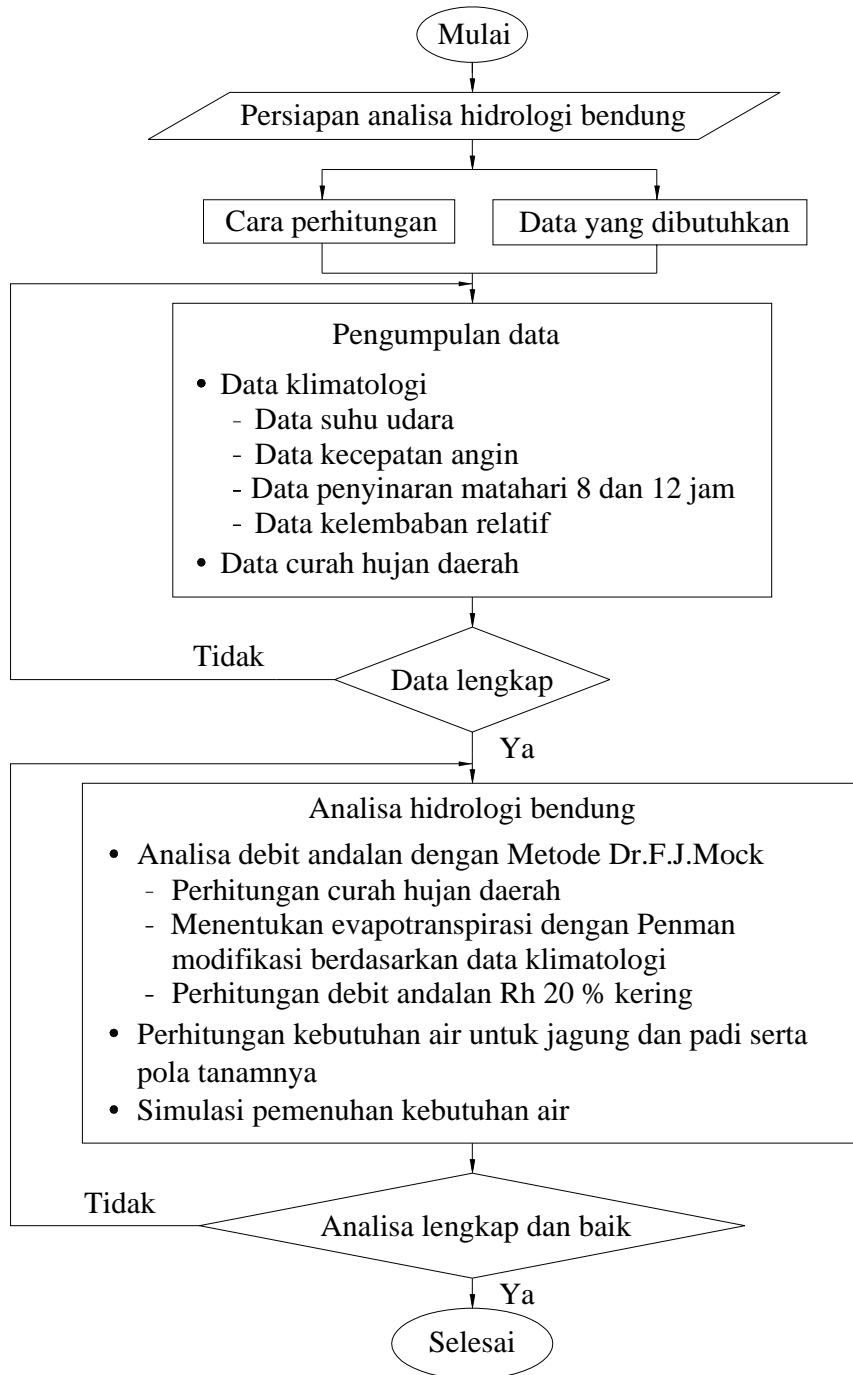 Mulai
Persiapan analisa hidrologi bendung
Cara perhitungan
Data yang dibutuhkan
Pengumpulan data
• Data klimatologi
- Data suhu udara
- Data kecepatan angin
- Data penyinaran matahari 8 dan 12 jam
- Data kelembaban relatif
• Data curah hujan daerah
Tidak
Data lengkap
Ya
Analisa hidrologi bendung
• Analisa debit andalan dengan Metode Dr.F.J.Mock
- Perhitungan curah hujan daerah
- Menentukan evapotranspirasi dengan Penman
modifikasi berdasarkan data klimatologi
- Perhitungan debit andalan Rh 20 % kering
• Perhitungan kebutuhan air untuk jagung dan padi serta
pola tanamnya
• Simulasi pemenuhan kebutuhan air
Tidak
Analisa lengkap dan baik
Ya
Selesai